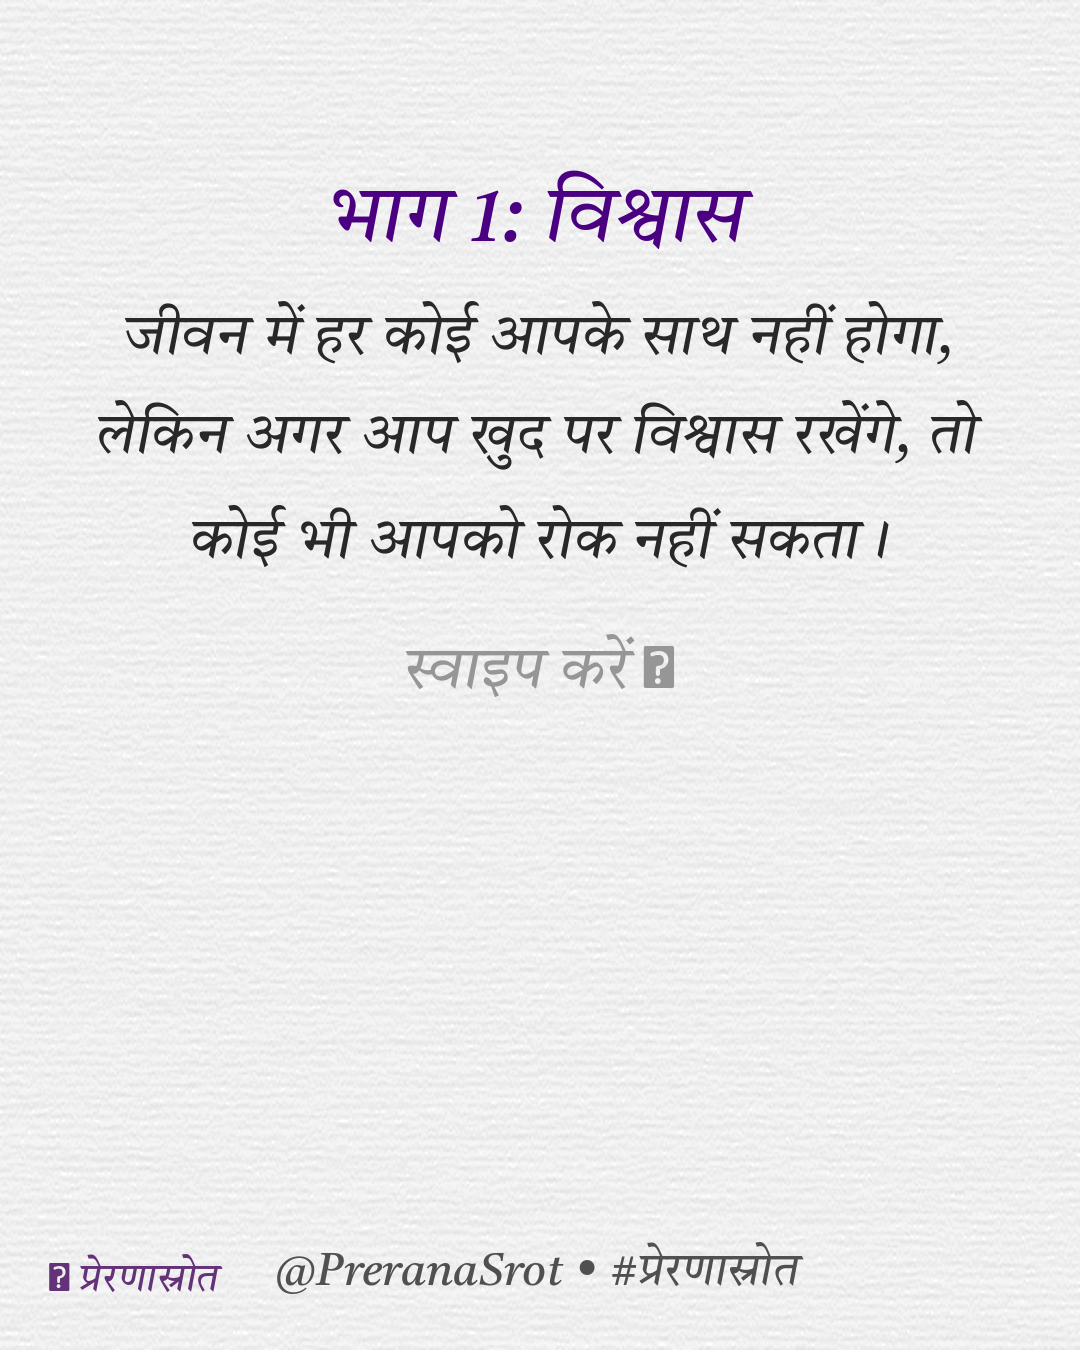 भाग 1: विश्वास
जीवन में हर कोई आपके साथ नहीं होगा,
लेकिन अगर आप खुद पर विश्वास रखेंगे, तो
कोई भी आपको रोक नहीं सकता।
स्वाइप करें
प्रेरणास्रोत @PreranaSrot • #प्रेरणास्रोत